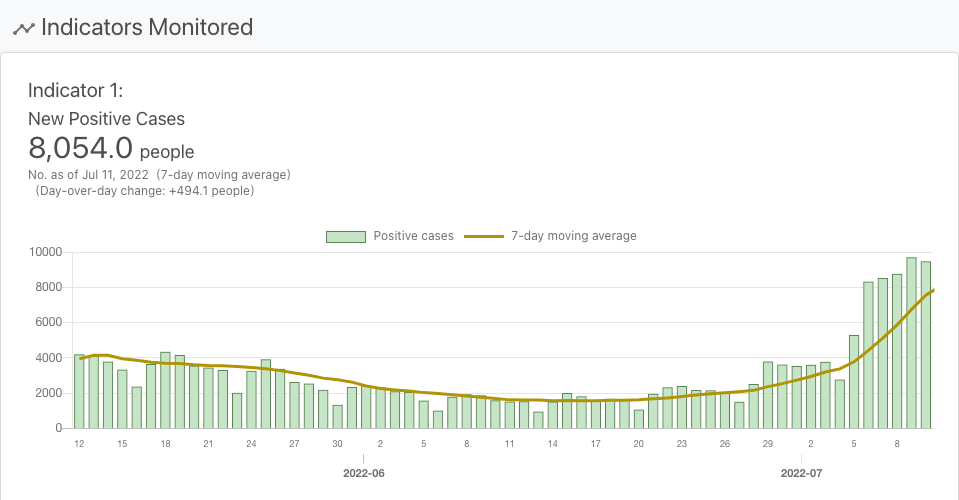 Indicators Monitored
Indicator 1:
New Positive Cases
8,054.0 people
No. as of Jul 11, 2022 (7-day moving average)
(Day-over-day change: +494.1 people)
Positive cases 7-day moving average
10000
8000
6000
4000
2000
0
12 15 18 21 24 27 30 2 5 8 11 14 17 20 23 26 29 2 5 8
2022-06 2022-07